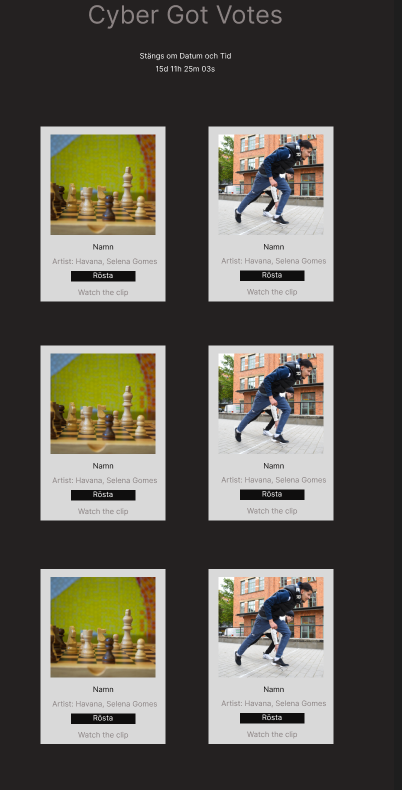 Cyber Got Votes
Stängs om Datum och Tid
15d 11h 25m 03s
Namn
Artist: Havana, Selena Gomes
Rösta
Watch the clip
Namn
Artist: Havana, Selena Gomes
Rösta
Watch the clip
Namn
Artist: Havana, Selena Gomes
Rösta
Watch the clip
Namn
Artist: Havana, Selena Gomes
Rösta
Watch the clip
Namn
Artist: Havana, Selena Gomes
Rösta
Watch the clip
Namn
Artist: Havana, Selena Gomes
Rösta
Watch the clip